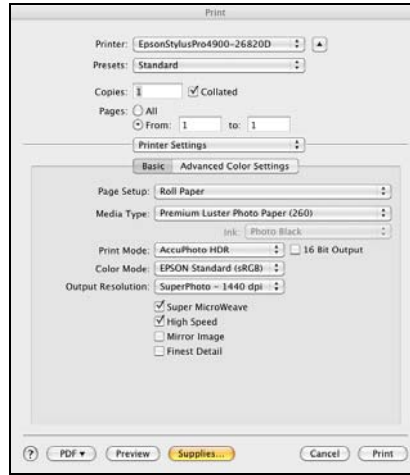 Print
Printer: EpsonStylusPro4900-26820D
Presets: Standard
Copies: 1 Collated
Pages: All
From: 1 to: 1
Printer Settings
Basic Advanced Color Settings
Page Setup: Roll Paper
Media Type: Premium Luster Photo Paper (260)
Ink: Photo Black
Print Mode: AccuPhoto HDR 16 Bit Output
Color Mode: EPSON Standard (sRGB)
Output Resolution: SuperPhoto - 1440 dpi
Super MicroWeave
High Speed
Mirror Image
Finest Detail
? PDF Preview Supplies... Cancel Print